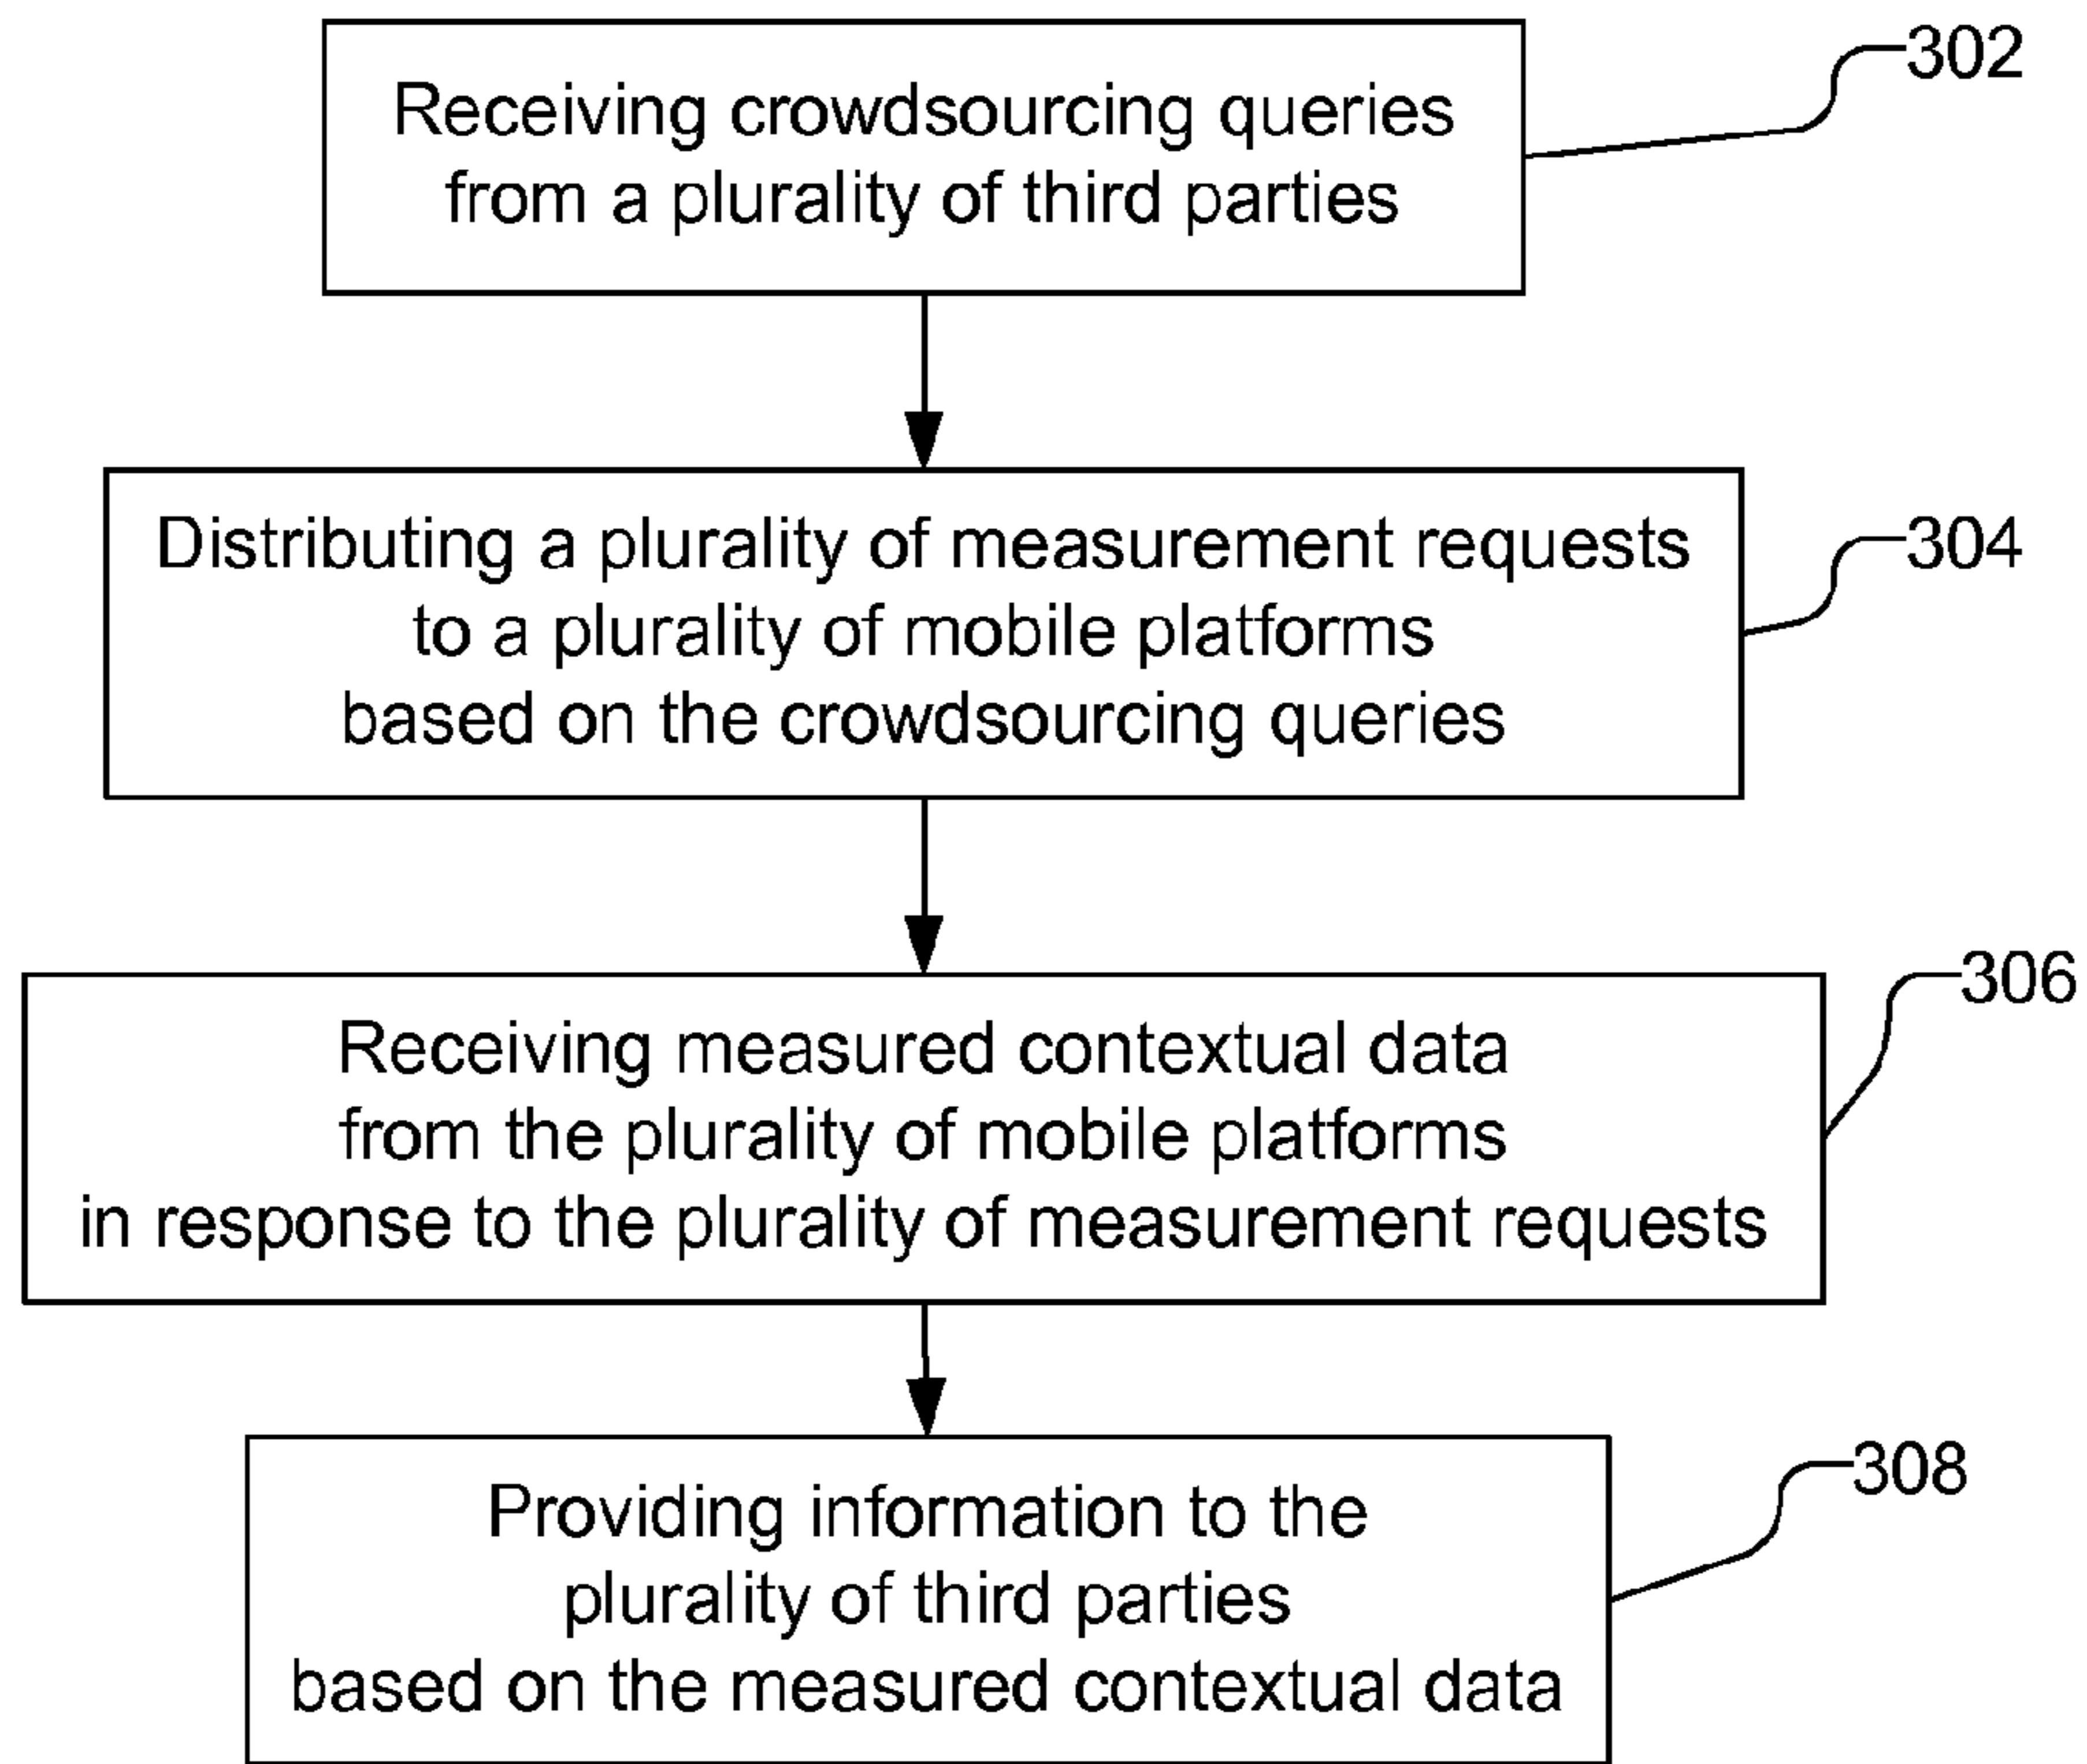 Receiving crowdsourcing queries
from a plurality of third parties
302
Distributing a plurality of measurement requests
to a plurality of mobile platforms
based on the crowdsourcing queries
304
Receiving measured contextual data
from the plurality of mobile platforms
in response to the plurality of measurement requests
306
Providing information to the
plurality of third parties
based on the measured contextual data
308